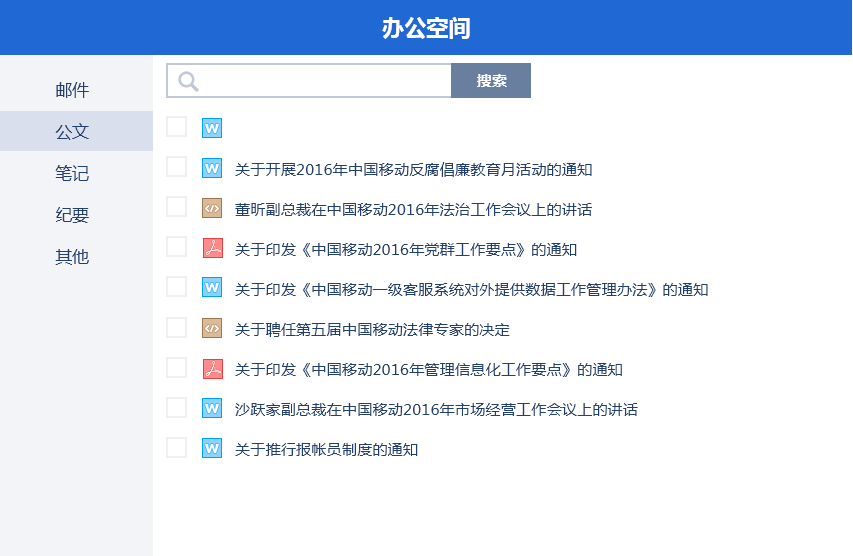 办公空间
邮件
公文
笔记
纪要
其他
搜索
W
W 关于开展2016年中国移动反腐倡廉教育月活动的通知
</> 董昕副总裁在中国移动2016年法治工作会议上的讲话
关于印发《中国移动2016年党群工作要点》的通知
W 关于印发《中国移动一级客服系统对外提供数据工作管理办法》的通知
</> 关于聘任第五届中国移动法律专家的决定
关于印发《中国移动2016年管理信息化工作要点》的通知
W 沙跃家副总裁在中国移动2016年市场经营工作会议上的讲话
W 关于推行报帐员制度的通知